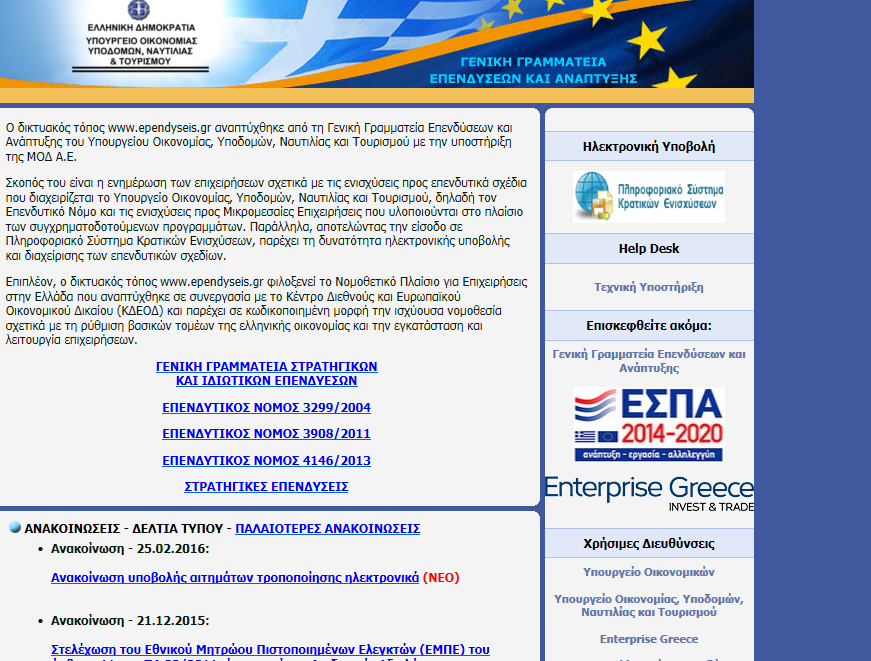 ΕΛΛΗΝΙΚΗ ΔΗΜΟΚΡΑΤΙΑ
ΥΠΟΥΡΓΕΙΟ ΟΙΚΟΝΟΜΙΑΣ
ΥΠΟΔΟΜΩΝ, ΝΑΥΤΙΛΙΑΣ
& ΤΟΥΡΙΣΜΟΥ
ΓΕΝΙΚΗ ΓΡΑΜΜΑΤΕΙΑ
ΕΠΕΝΔΥΣΕΩΝ ΚΑΙ ΑΝΑΠΤΥΞΗΣ
Ο δικτυακός τόπος www.ependyseis.gr αναπτύχθηκε από τη Γενική Γραμματεία Επενδύσεων και
Ανάπτυξης του Υπουργείου Οικονομίας, Υποδομών, Ναυτιλίας και Τουρισμού με την υποστήριξη
της ΜΟΔ Α.Ε.
Σκοπός του είναι η ενημέρωση των επιχειρήσεων σχετικά με τις ενισχύσεις προς επενδυτικά σχέδια
που διαχειρίζεται το Υπουργείο Οικονομίας, Υποδομών, Ναυτιλίας και Τουρισμού, δηλαδή τον
Επενδυτικό Νόμο και τις ενισχύσεις προς Μικρομεσαίες Επιχειρήσεις που υλοποιούνται στο πλαίσιο
των συγχρηματοδοτούμενων προγραμμάτων. Παράλληλα, αποτελώντας την είσοδο σε
Πληροφοριακό Σύστημα Κρατικών Ενισχύσεων, παρέχει τη δυνατότητα ηλεκτρονικής υποβολής
και διαχείρισης των επενδυτικών σχεδίων.
Επιπλέον, ο δικτυακός τόπος www.ependyseis.gr φιλοξενεί το Νομοθετικό Πλαίσιο για Επιχειρήσεις
στην Ελλάδα που αναπτύχθηκε σε συνεργασία με το Κέντρο Διεθνούς και Ευρωπαϊκού
Οικονομικού Δικαίου (ΚΔΕΟΔ) και παρέχει σε κωδικοποιημένη μορφή την ισχύουσα νομοθεσία
σχετικά με τη ρύθμιση βασικών τομέων της ελληνικής οικονομίας και την εγκατάσταση και
λειτουργία επιχειρήσεων.
ΓΕΝΙΚΗ ΓΡΑΜΜΑΤΕΙΑ ΣΤΡΑΤΗΓΙΚΩΝ
ΚΑΙ ΙΔΙΩΤΙΚΩΝ ΕΠΕΝΔΥΕΣΩΝ
ΕΠΕΝΔΥΤΙΚΟΣ ΝΟΜΟΣ 3299/2004
ΕΠΕΝΔΥΤΙΚΟΣ ΝΟΜΟΣ 3908/2011
ΕΠΕΝΔΥΤΙΚΟΣ ΝΟΜΟΣ 4146/2013
ΣΤΡΑΤΗΓΙΚΕΣ ΕΠΕΝΔΥΣΕΙΣ
ΑΝΑΚΟΙΝΩΣΕΙΣ - ΔΕΛΤΙΑ ΤΥΠΟΥ - ΠΑΛΑΙΟΤΕΡΕΣ ΑΝΑΚΟΙΝΩΣΕΙΣ
• Ανακοίνωση - 25.02.2016:
Ανακοίνωση υποβολής αιτημάτων τροποποίησης ηλεκτρονικά (ΝΕΟ)
• Ανακοίνωση - 21.12.2015:
Στελέχωση του Εθνικού Μητρώου Πιστοποιημένων Ελεγκτών (ΕΜΠΕ) του
Ηλεκτρονική Υποβολή
Πληροφοριακό Σύστημα
Κρατικών Ενισχύσεων
Help Desk
Τεχνική Υποστήριξη
Επισκεφθείτε ακόμα:
Γενική Γραμματεία Επενδύσεων και
Ανάπτυξης
ΕΣΠΑ
2014-2020
ανάπτυξη - εργασία - αλληλεγγύη
Enterprise Greece
INVEST & TRADE
Χρήσιμες Διευθύνσεις
Υπουργείο Οικονομικών
Υπουργείο Οικονομίας, Υποδομών,
Ναυτιλίας και Τουρισμού
Enterprise Greece